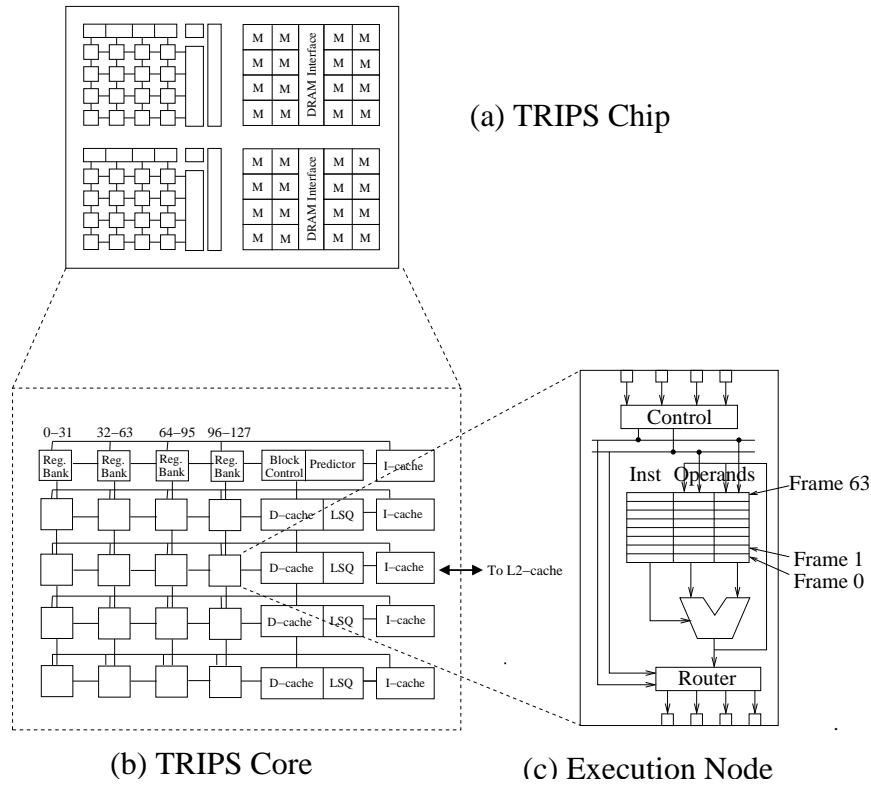 M M DRAM Interface M M
M M M M
M M M M
M M M M
(a) TRIPS Chip
M M DRAM Interface M M
M M M M
M M M M
M M M M
0−31 32−63 64−95 96−127
Reg. Bank Reg. Bank Reg. Bank Reg. Bank Block Control Predictor I−cache
D−cache LSQ I−cache
D−cache LSQ I−cache
To L2−cache
D−cache LSQ I−cache
D−cache LSQ I−cache
(b) TRIPS Core
Control
Inst Operands
Frame 63
Frame 1
Frame 0
Router
(c) Execution Node